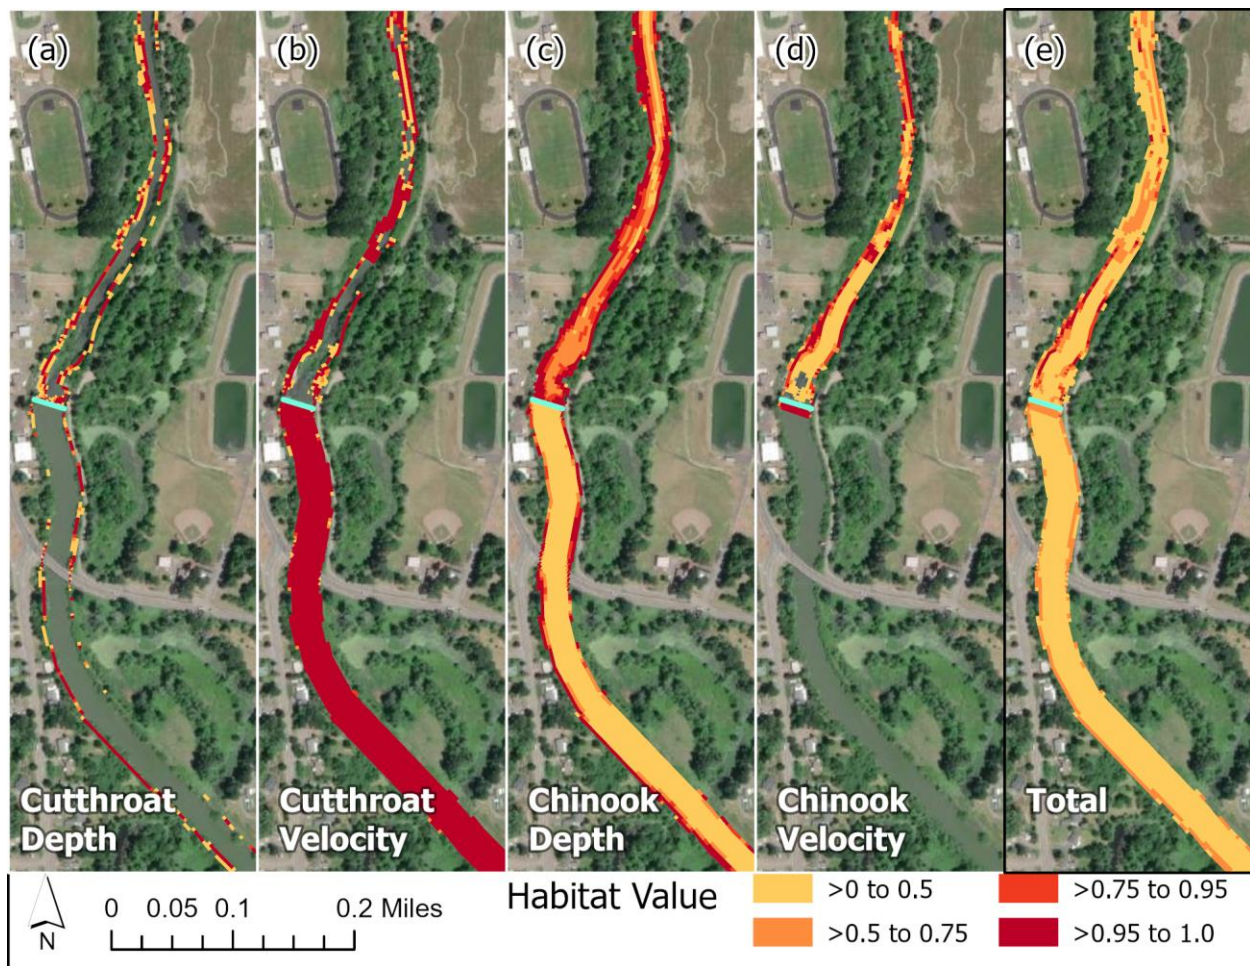 (a)
(b)
(c)
(d)
(e)
Cutthroat
Depth
Cutthroat
Velocity
Chinook
Depth
Chinook
Velocity
Total
N
0 0.05 0.1 0.2 Miles
Habitat Value
>0 to 0.5
>0.75 to 0.95
>0.5 to 0.75
>0.95 to 1.0